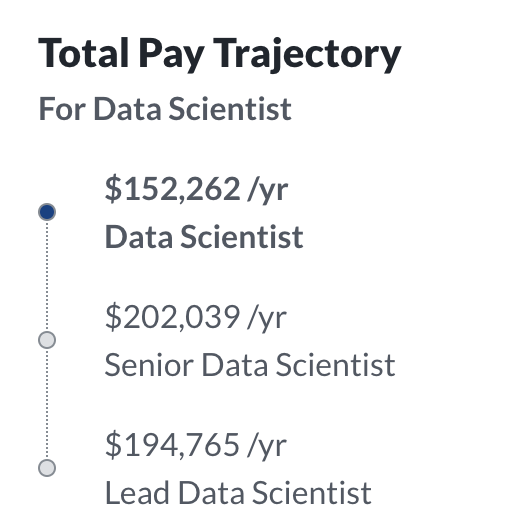 Total Pay Trajectory
For Data Scientist
$152,262 /yr
Data Scientist
$202,039 /yr
Senior Data Scientist
$194,765 /yr
Lead Data Scientist